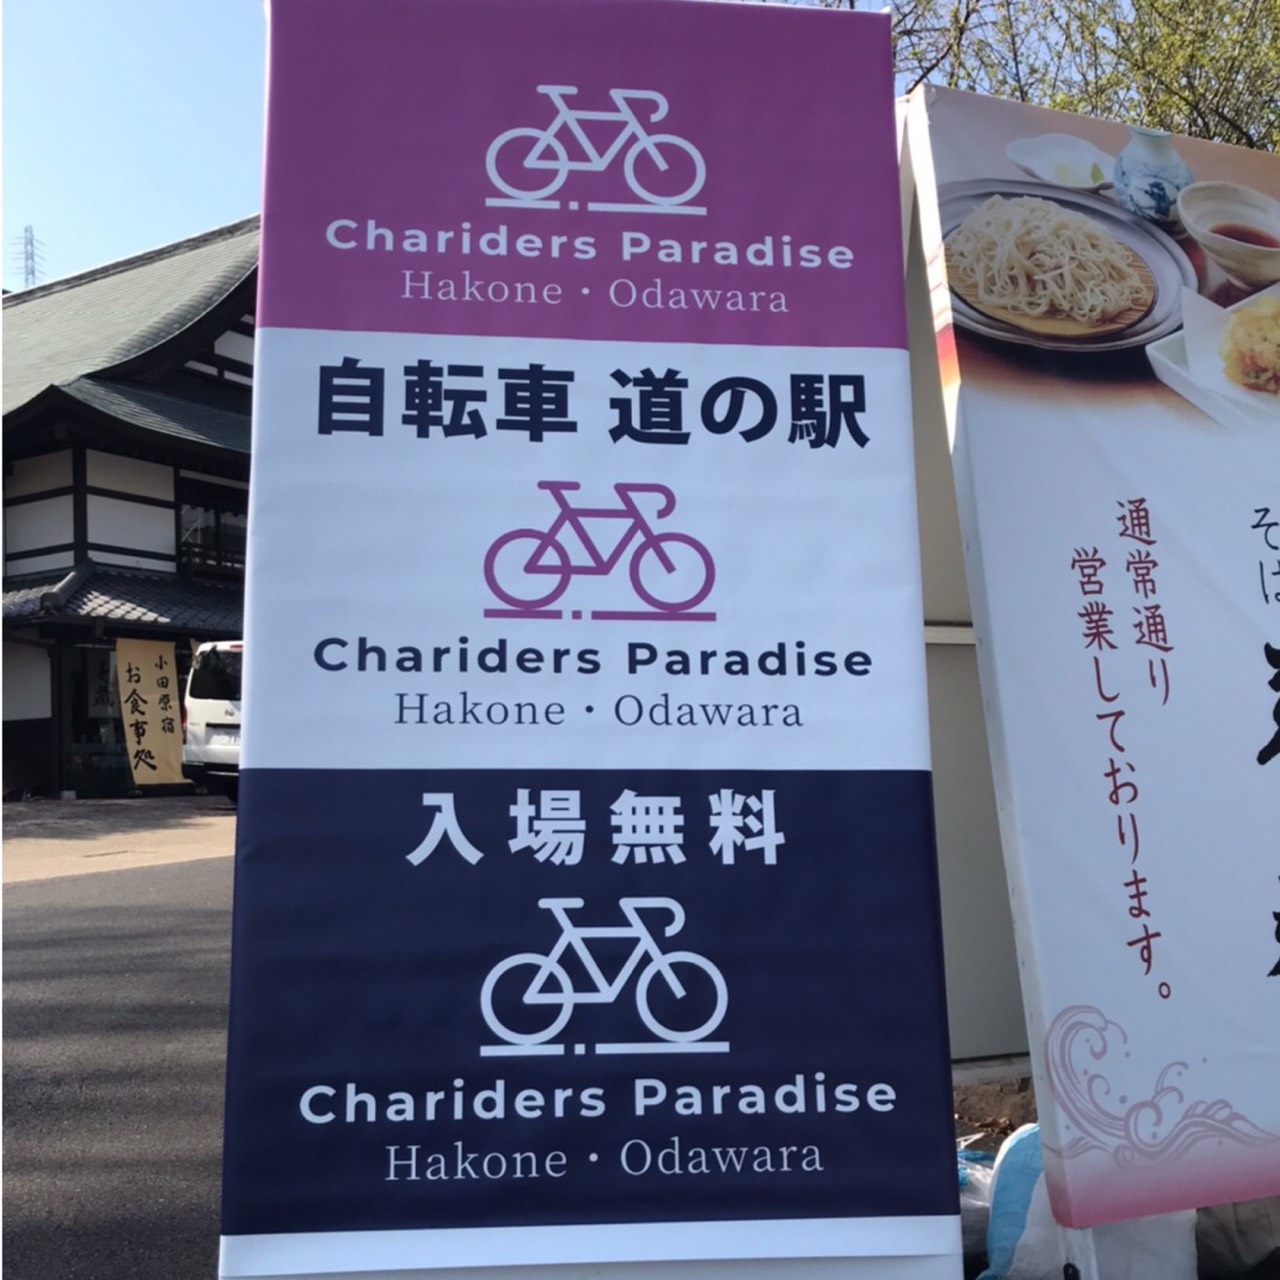 Chariders Paradise
Hakone・Odawara
自転車 道の駅
Chariders Paradise
Hakone・Odawara
入場無料
Chariders Paradise
Hakone・Odawara
通常通り
営業しております。
そば
小田原宿
お食事処